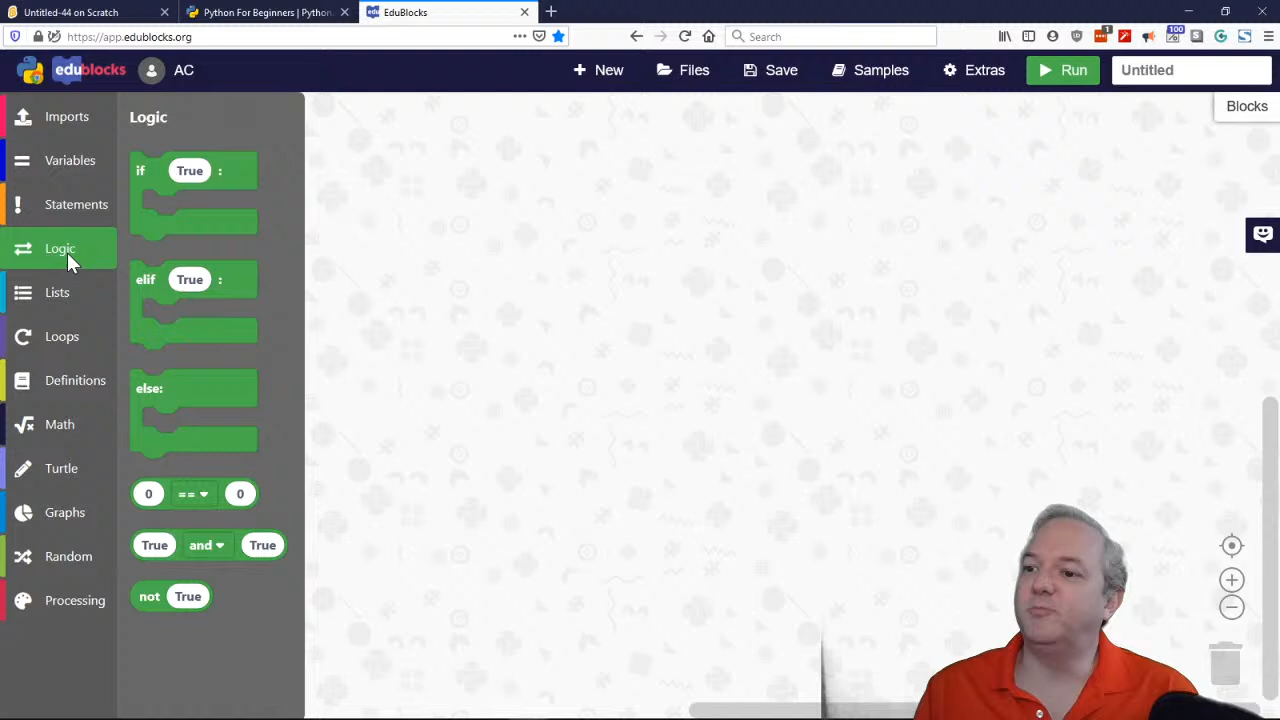 Untitled-44 on Scratch
Python For Beginners | Python.
EduBlocks
https://app.edublocks.org
Search
1
100
edublocks
AC
New
Files
Save
Samples
Extras
Run
Untitled
Blocks
Imports
Variables
Statements
Logic
Lists
Loops
Definitions
Math
Turtle
Graphs
Random
Processing
Logic
if True :
elif True :
else:
0 == 0
True and True
not True